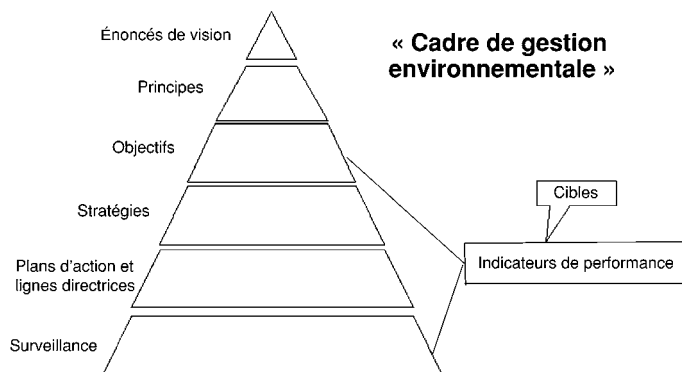 Énoncés de vision
« Cadre de gestion
environnementale »
Principes
Objectifs
Stratégies
Cibles
Indicateurs de performance
Plans d'action et
lignes directrices
Surveillance